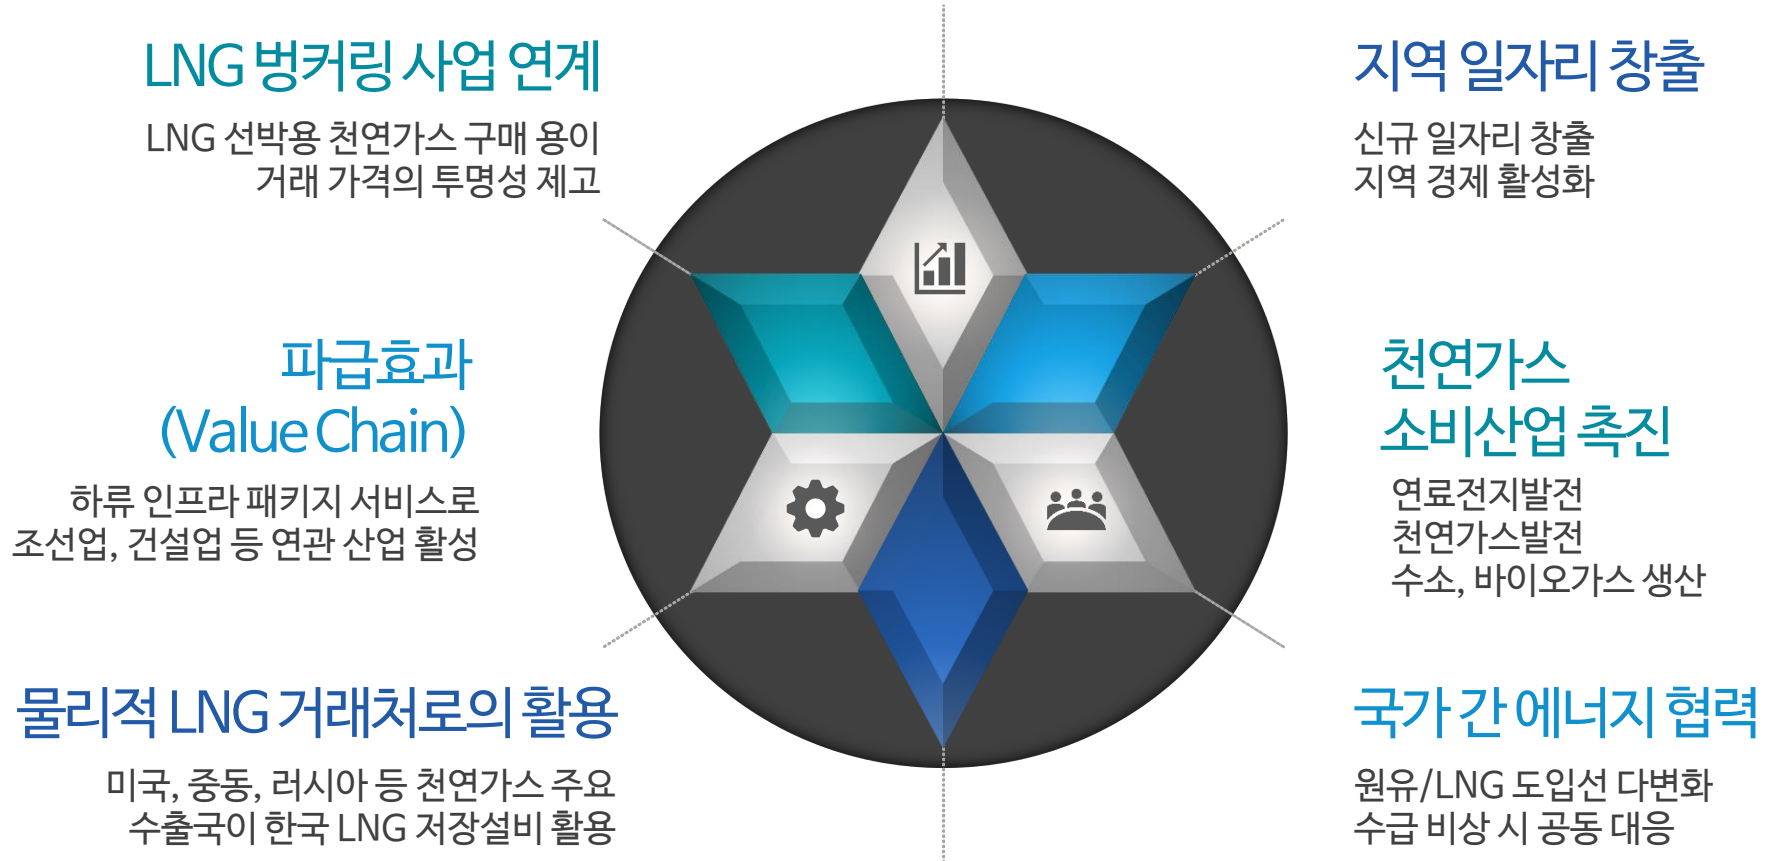 LNG 벙커링 사업 연계
LNG 선박용 천연가스 구매 용이
거래 가격의 투명성 제고
파급효과
(Value Chain)
하류 인프라 패키지 서비스로
조선업, 건설업 등 연관 산업 활성
물리적 LNG 거래처로의 활용
미국, 중동, 러시아 등 천연가스 주요
수출국이 한국 LNG 저장설비 활용
지역 일자리 창출
신규 일자리 창출
지역 경제 활성화
천연가스
소비산업 촉진
연료전지발전
천연가스발전
수소, 바이오가스 생산
국가 간 에너지 협력
원유/LNG 도입선 다변화
수급 비상 시 공동 대응